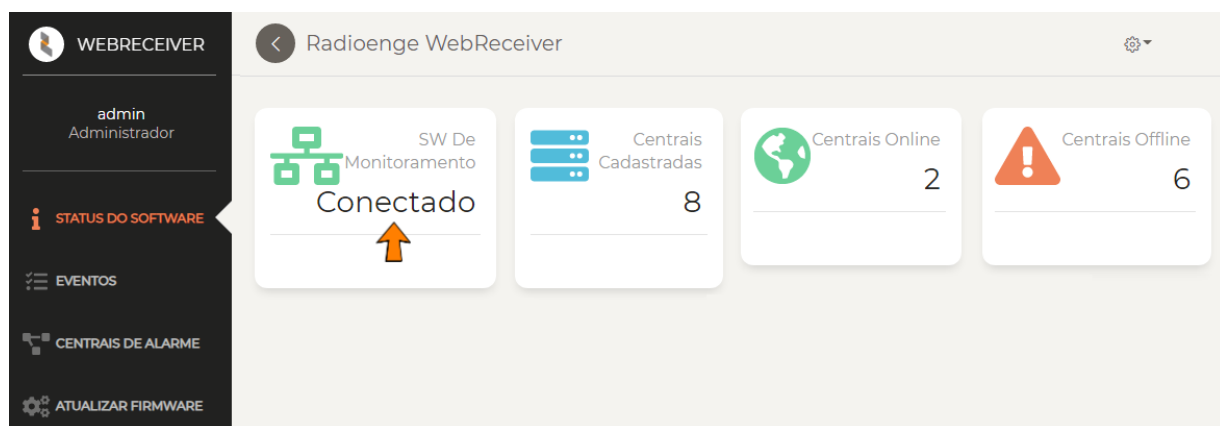 WEBRECEIVER
admin
Administrador
STATUS DO SOFTWARE
EVENTOS
CENTRAIS DE ALARME
ATUALIZAR FIRMWARE
Radioenge WebReceiver
SW De
Monitoramento
Conectado
Centrais
Cadastradas
8
Centrais Online
2
Centrais Offline
6